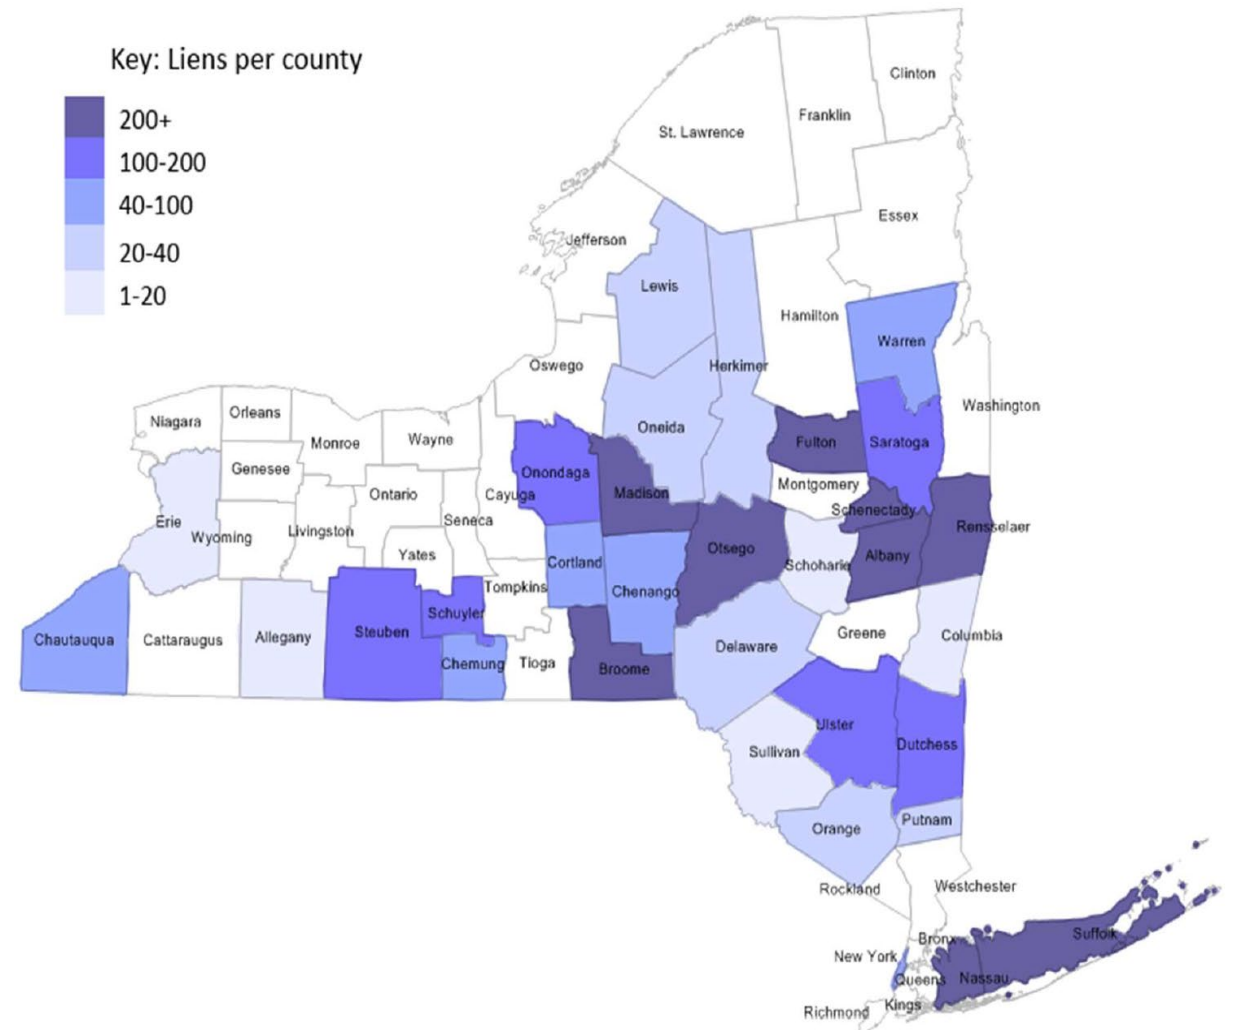 Key: Liens per county
200+
100-200
40-100
20-40
1-20
Clinton
Franklin
St. Lawrence
Essex
Jefferson
Lewis
Hamilton
Warren
Oswego
Herkimer
Washington
Niagara
Orleans
Monroe
Wayne
Oneida
Fulton
Saratoga
Genesee
Onondaga
Montgomery
Ontario
Cayuga
Madison
Schenectady
Erie
Wyoming
Livingston
Seneca
Rensselaer
Yates
Cortland
Otsego
Schoharie
Albany
Tompkins
Chenango
Chautauqua
Cattaraugus
Allegany
Steuben
Schuyler
Delaware
Greene
Columbia
Chemung
Tioga
Broome
Ulster
Sullivan
Dutchess
Orange
Putnam
Rockland
Westchester
Bronx
Suffolk
New York
Queens
Nassau
Kings
Richmond